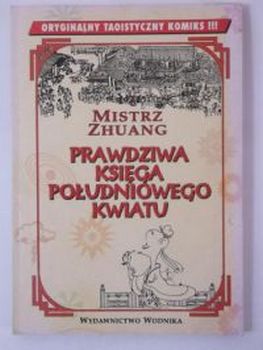 ORYGINALNY TAOISTYCZNY KOMIKS !!!
MISTRZ
ZHUANG
PRAWDZIWA
KSIĘGA
POŁUDNIOWEGO
KWIATU
WYDAWNICTWO WODNIKA